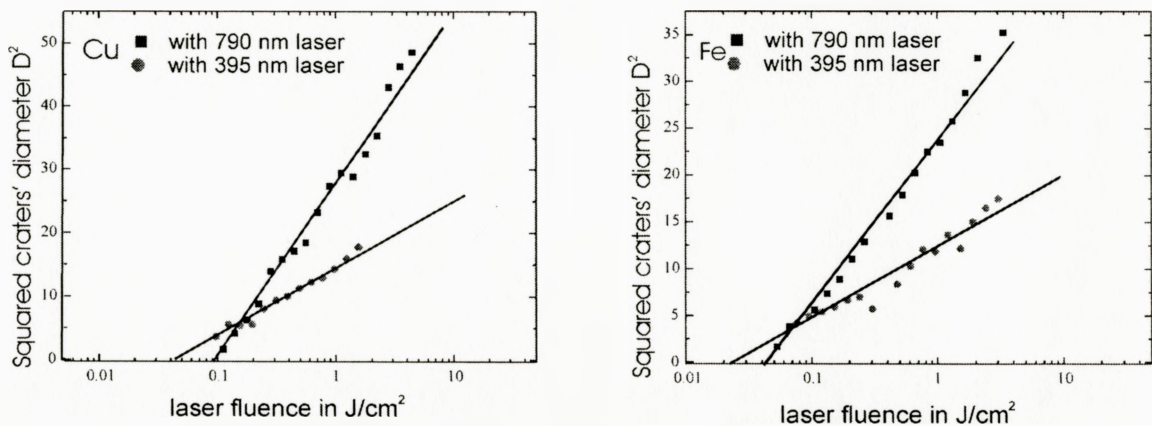 Squared craters' diameter D²
50
40
30
20
10
0
Cu
with 790 nm laser
with 395 nm laser
0.01
0.1
1
10
laser fluence in J/cm²
Squared craters' diameter D²
35
30
25
20
15
10
5
0
Fe
with 790 nm laser
with 395 nm laser
0.01
0.1
1
10
laser fluence in J/cm²